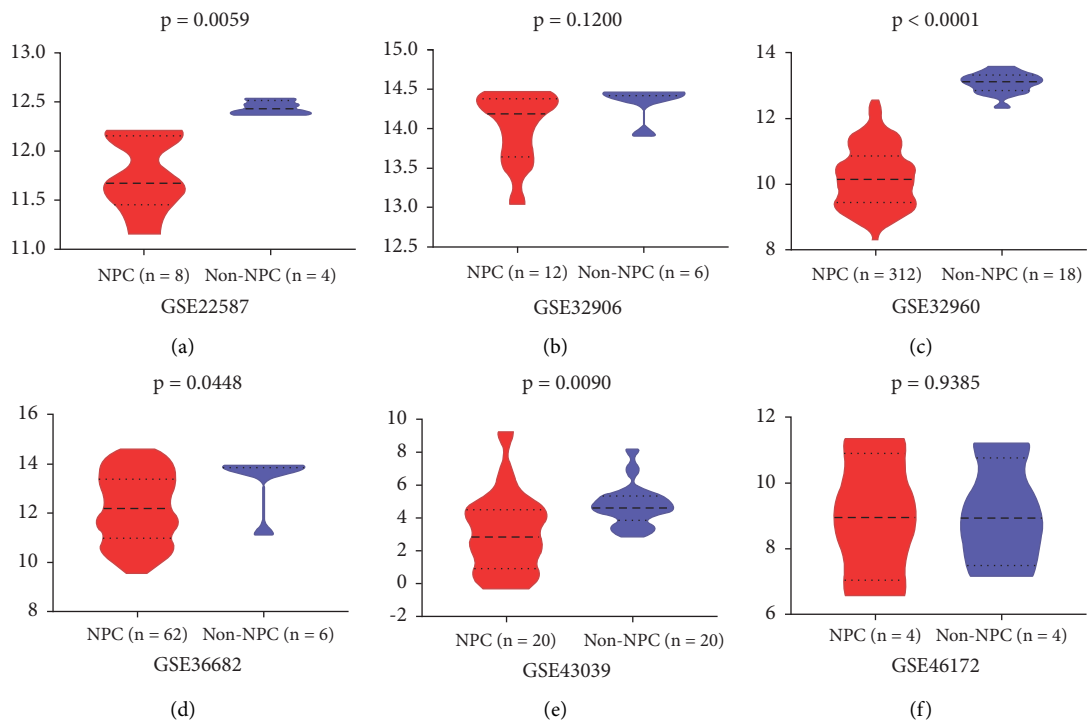 p = 0.0059
13.0
12.5
12.0
11.5
11.0
NPC (n = 8) Non-NPC (n = 4)
GSE22587
(a)
p = 0.1200
15.0
14.5
14.0
13.5
13.0
12.5
NPC (n = 12) Non-NPC (n = 6)
GSE32906
(b)
p < 0.0001
14
12
10
8
NPC (n = 312) Non-NPC (n = 18)
GSE32960
(c)
p = 0.0448
16
14
12
10
8
NPC (n = 62) Non-NPC (n = 6)
GSE36682
(d)
p = 0.0090
10
8
6
4
2
0
-2
NPC (n = 20) Non-NPC (n = 20)
GSE43039
(e)
p = 0.9385
12
10
8
6
NPC (n = 4) Non-NPC (n = 4)
GSE46172
(f)